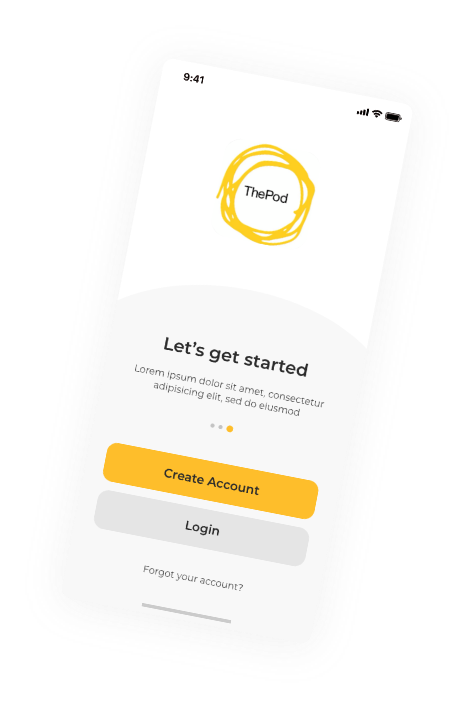 9:41
ThePod
Let's get started
Lorem ipsum dolor sit amet, consectetur
adipisicing elit, sed do eiusmod
Create Account
Login
Forgot your account?